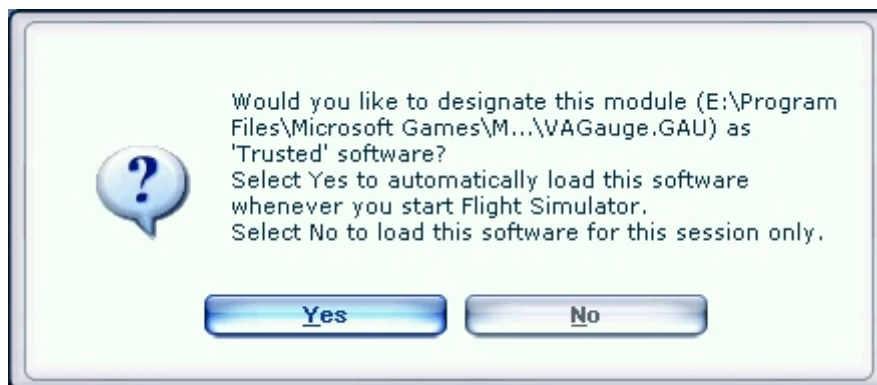 Would you like to designate this module (E:\Program
Files\Microsoft Games\M...\VAGauge.GAU) as
'Trusted' software?
Select Yes to automatically load this software
whenever you start Flight Simulator.
Select No to load this software for this session only.
Yes
No